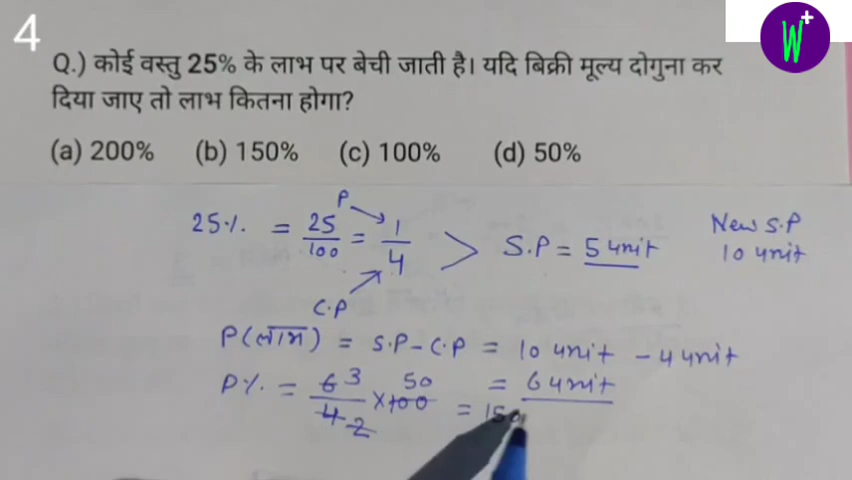 4
W+
Q.) कोई वस्तु 25% के लाभ पर बेची जाती है। यदि बिक्री मूल्य दोगुना कर
दिया जाए तो लाभ कितना होगा?
(a) 200% (b) 150% (c) 100% (d) 50%
25% = 25/100 = 1/4 > S.P = 5 unit
P
C.P
New S.P
10 unit
P(लाभ) = S.P - C.P = 10 unit - 4 unit
= 6 unit
P% = 6 3/4 2 × 100 50 = 150